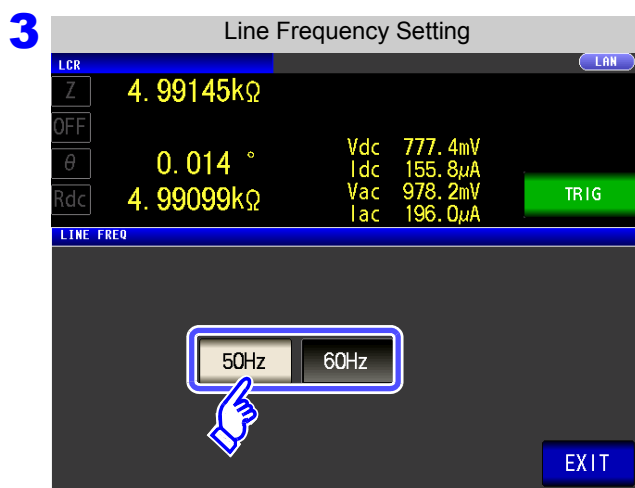 3
Line Frequency Setting
LCR LAN
Z 4.99145kΩ
OFF
Vdc 777.4mV
θ 0.014 ° Idc 155.8μA
Rdc 4.99099kΩ Vac 978.2mV TRIG
Iac 196.0μA
LINE FREQ
50Hz 60Hz
EXIT